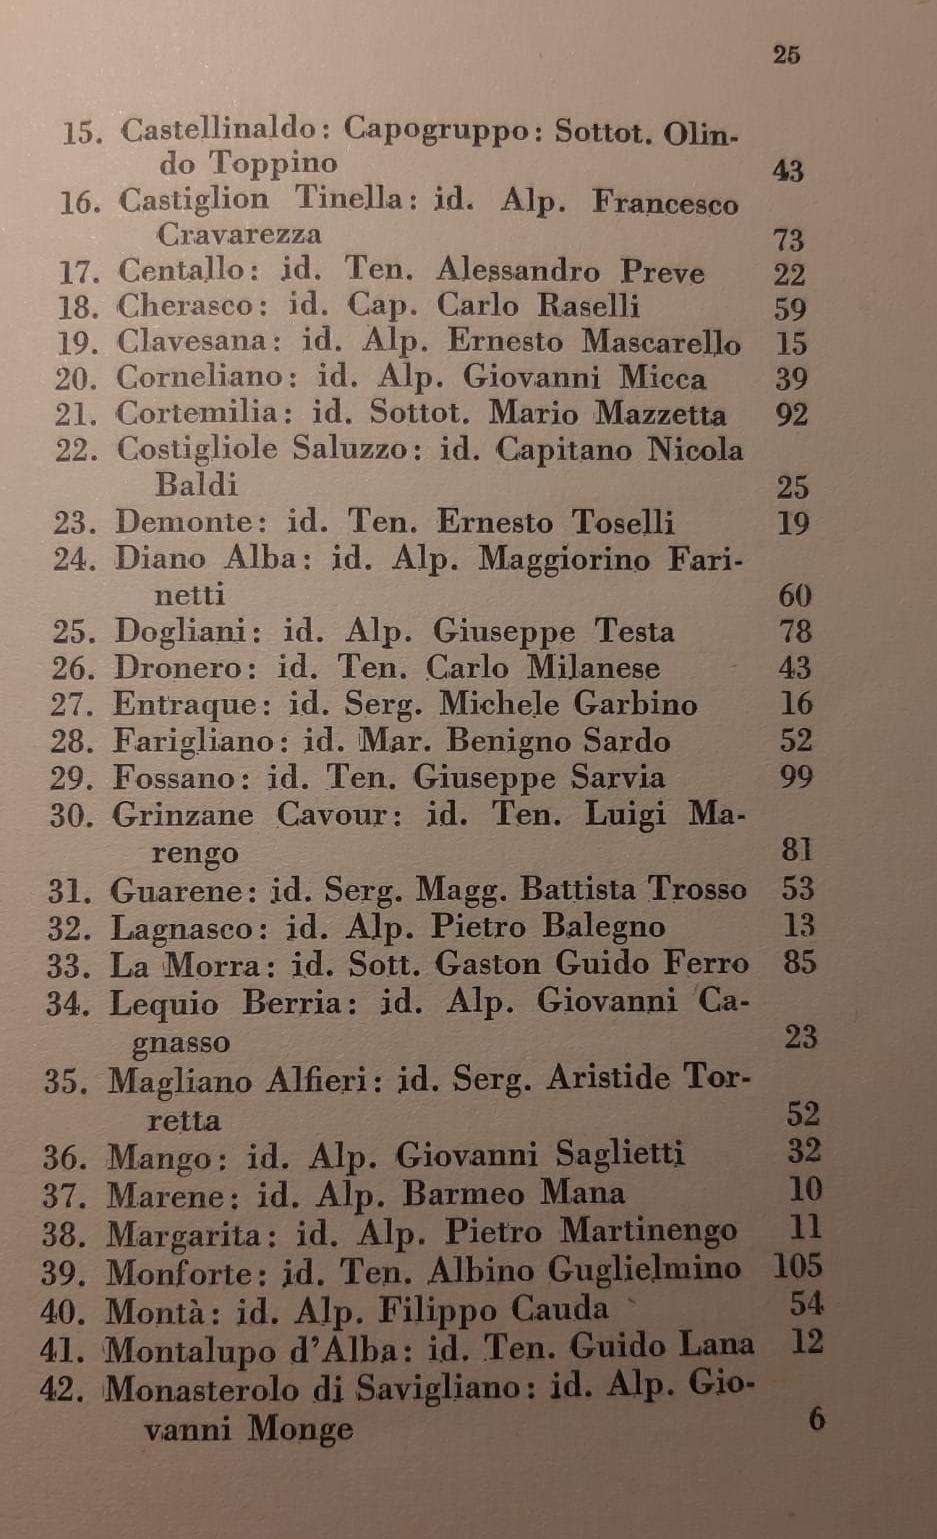 25
15. Castellinaldo: Capogruppo: Sottot. Olin-
do Toppino 43
16. Castiglion Tinella: id. Alp. Francesco
Cravarezza 73
17. Centallo: id. Ten. Alessandro Preve 22
18. Cherasco: id. Cap. Carlo Raselli 59
19. Clavesana: id. Alp. Ernesto Mascarello 15
20. Corneliano: id. Alp. Giovanni Micca 39
21. Cortemilia: id. Sottot. Mario Mazzetta 92
22. Costigliole Saluzzo: id. Capitano Nicola
Baldi 25
23. Demonte: id. Ten. Ernesto Toselli 19
24. Diano Alba: id. Alp. Maggiorino Fari-
netti 60
25. Dogliani: id. Alp. Giuseppe Testa 78
26. Dronero: id. Ten. Carlo Milanese 43
27. Entraque: id. Serg. Michele Garbino 16
28. Farigliano: id. Mar. Benigno Sardo 52
29. Fossano: id. Ten. Giuseppe Sarvia 99
30. Grinzane Cavour: id. Ten. Luigi Ma-
rengo 81
31. Guarene: id. Serg. Magg. Battista Trosso 53
32. Lagnasco: id. Alp. Pietro Balegno 13
33. La Morra: id. Sott. Gaston Guido Ferro 85
34. Lequio Berria: id. Alp. Giovanni Ca-
gnasso 23
35. Magliano Alfieri: id. Serg. Aristide Tor-
retta 52
36. Mango: id. Alp. Giovanni Saglietti 32
37. Marene: id. Alp. Barmeo Mana 10
38. Margarita: id. Alp. Pietro Martinengo 11
39. Monforte: id. Ten. Albino Guglielmino 105
40. Montà: id. Alp. Filippo Cauda 54
41. Montalupo d'Alba: id. Ten. Guido Lana 12
42. Monasterolo di Savigliano: id. Alp. Gio-
vanni Monge 6